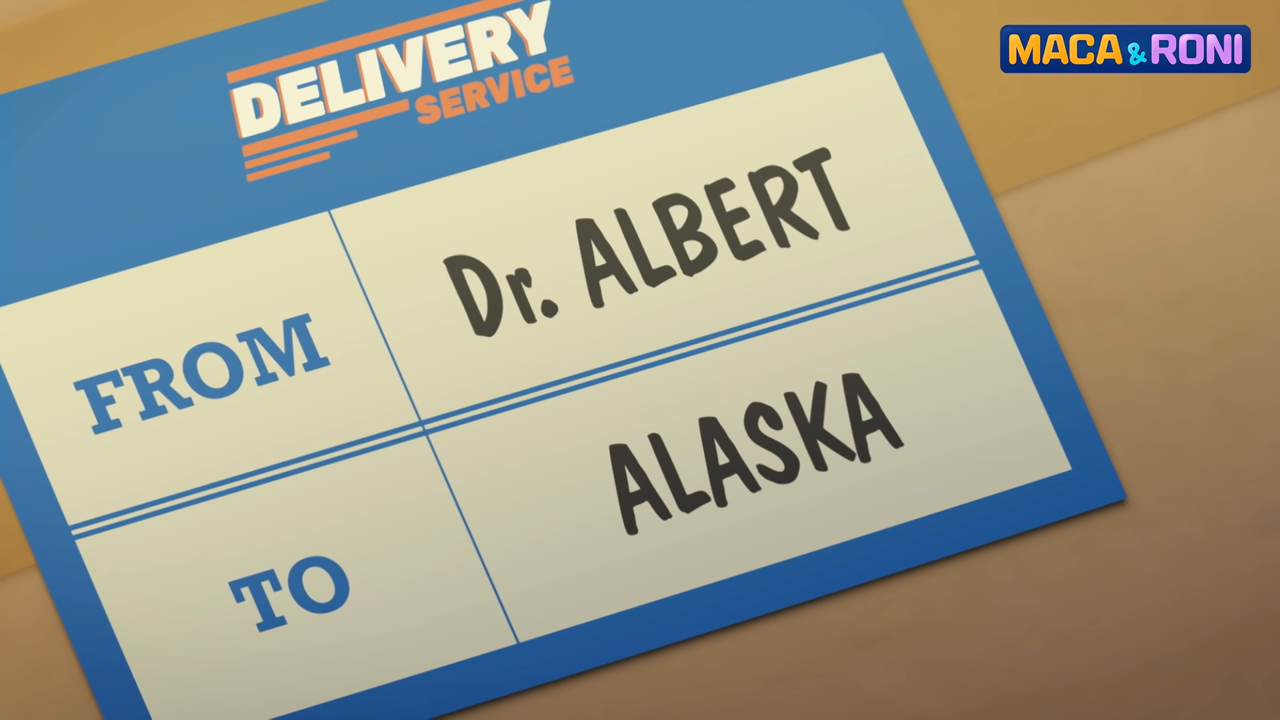 MACA & RONI
DELIVERY
SERVICE
FROM
Dr. ALBERT
TO
ALASKA